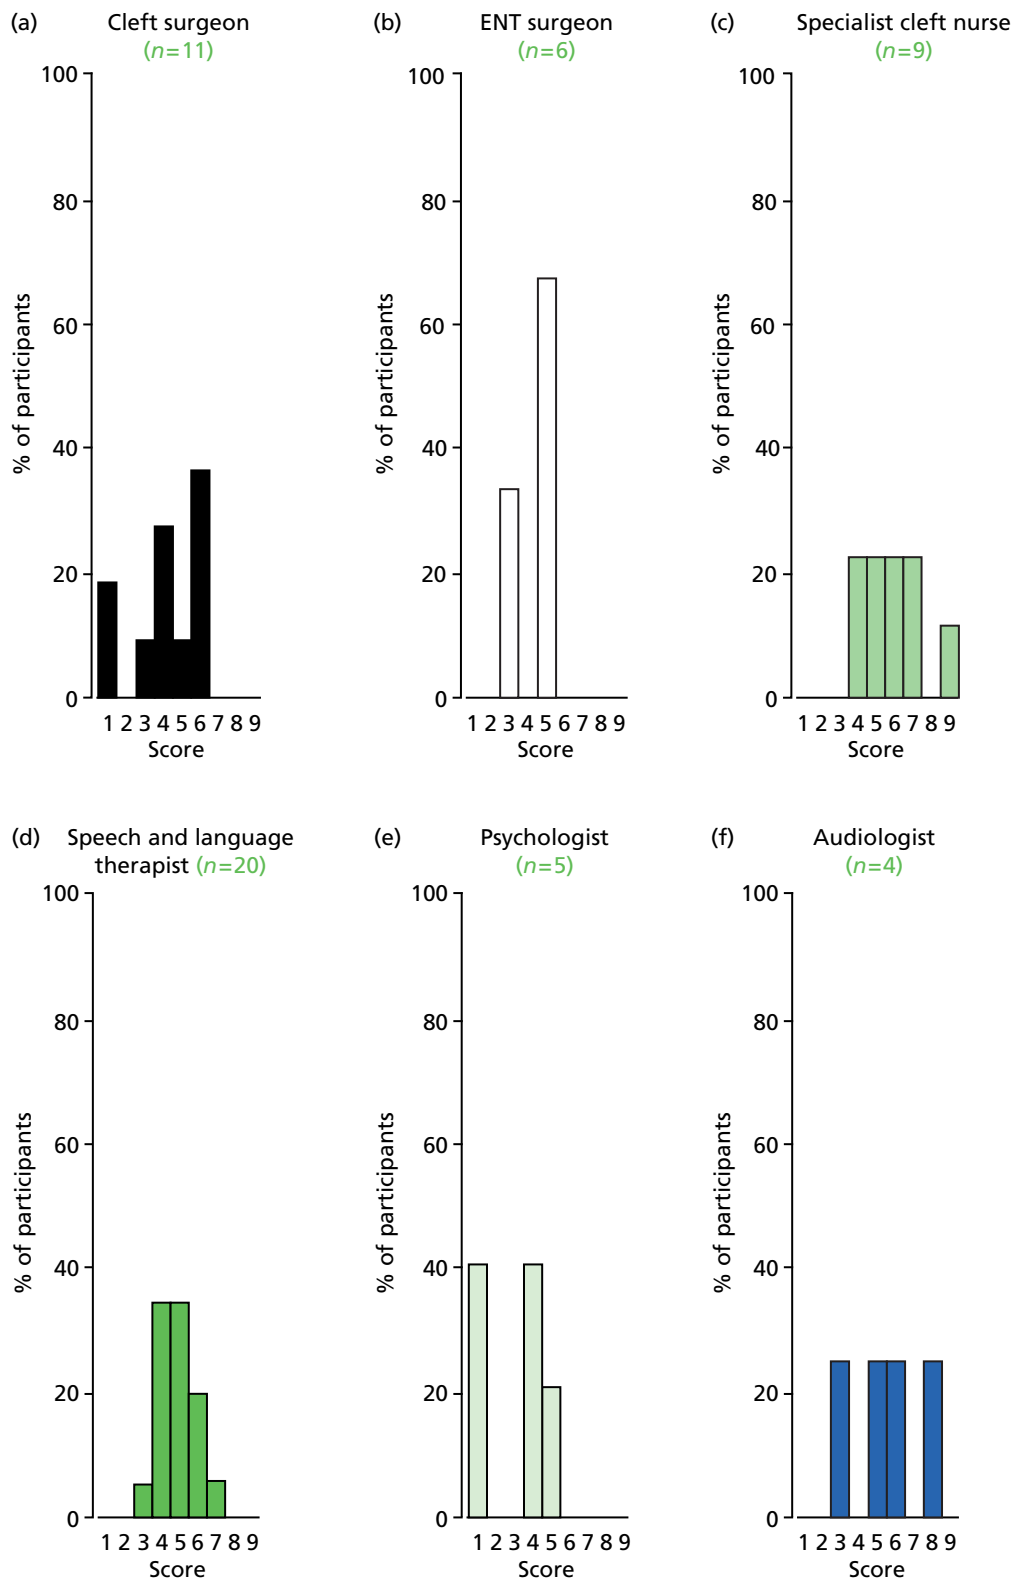 (a) Cleft surgeon
(n=11)
100
80
60
40
20
0
% of participants
1 2 3 4 5 6 7 8 9
Score
(b) ENT surgeon
(n=6)
100
80
60
40
20
0
% of participants
1 2 3 4 5 6 7 8 9
Score
(c) Specialist cleft nurse
(n=9)
100
80
60
40
20
0
% of participants
1 2 3 4 5 6 7 8 9
Score
(d) Speech and language
therapist (n=20)
100
80
60
40
20
0
% of participants
1 2 3 4 5 6 7 8 9
Score
(e) Psychologist
(n=5)
100
80
60
40
20
0
% of participants
1 2 3 4 5 6 7 8 9
Score
(f) Audiologist
(n=4)
100
80
60
40
20
0
% of participants
1 2 3 4 5 6 7 8 9
Score